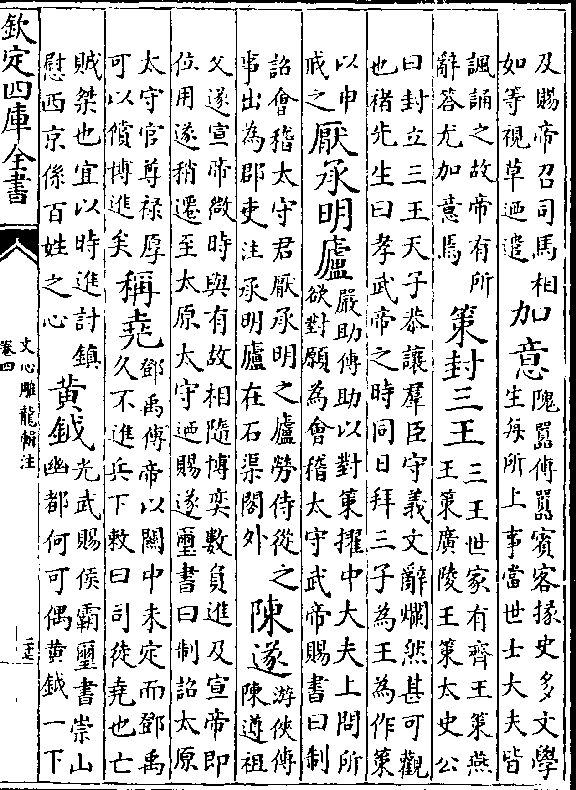 及賜帝召司馬相
如等視草迺遣
加意
隗囂傳囂賓客掾史多文學
生每所上事當世士大夫皆
諷誦之故帝有所
辭答尤加意焉
策封三王
三王世家有齊王策燕
王策廣陵王策太史公
曰封立三王天子恭讓羣臣守義文辭爛然甚可觀
也褚先生曰孝武帝之時同日拜三子為王為作策
以申
戒之
厭承明廬
嚴助傳助以對策擢中大夫上問所
欲對願為會稽太守武帝賜書曰制
詔會稽太守君厭承明之廬勞侍從之
事出為郡吏注承明廬在石渠閣外
陳遂
游俠傳
陳遵祖
父遂宣帝微時與有故相隨博奕數負進及宣帝即
位用遂稍遷至太原太守迺賜遂璽書曰制詔太原
太守官尊禄厚
可以償博進矣
稱堯
鄧禹傳帝以關中未定而鄧禹
久不進兵下敕曰司徒堯也亡
賊桀也宜以時進討鎮
慰西京係百姓之心
黄鉞
光武賜侯霸璽書崇山
幽都何可偶黄鉞一下
欽定四庫全書
文心雕龍輯注
卷四